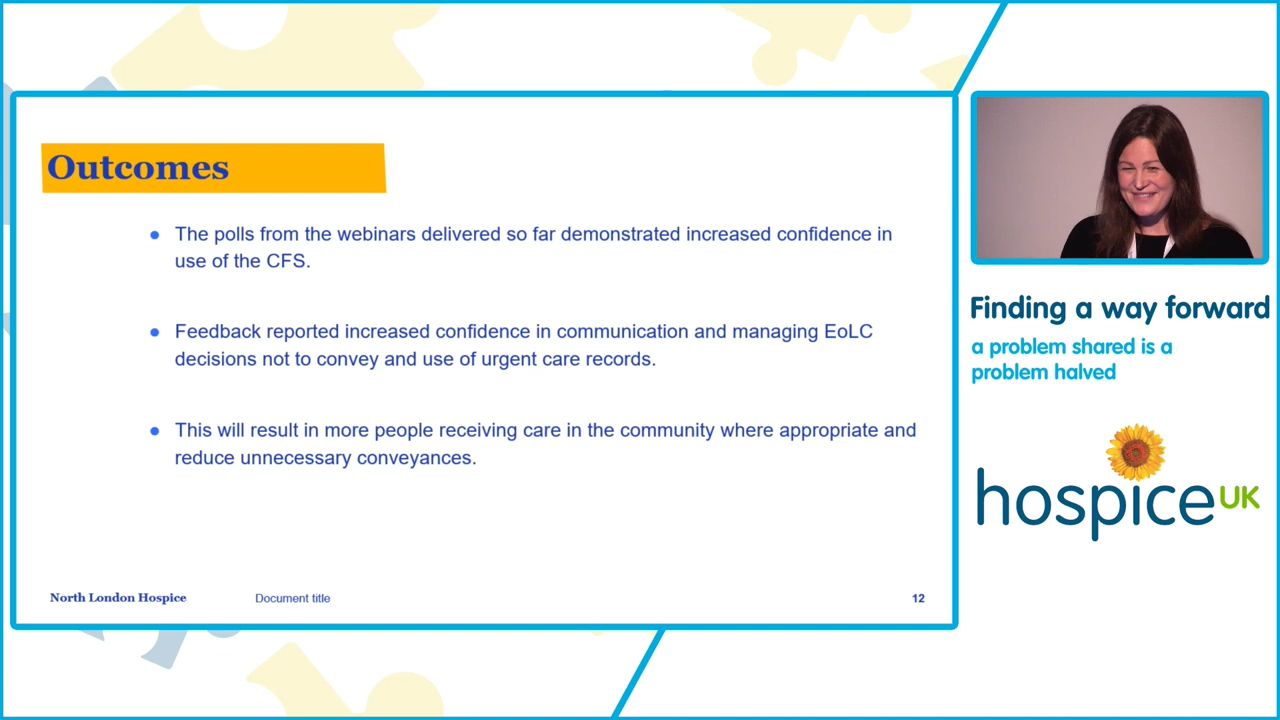 Outcomes
● The polls from the webinars delivered so far demonstrated increased confidence in
use of the CFS.
● Feedback reported increased confidence in communication and managing EoLC
decisions not to convey and use of urgent care records.
● This will result in more people receiving care in the community where appropriate and
reduce unnecessary conveyances.
North London Hospice Document title 12
Finding a way forward
a problem shared is a
problem halved
hospice UK